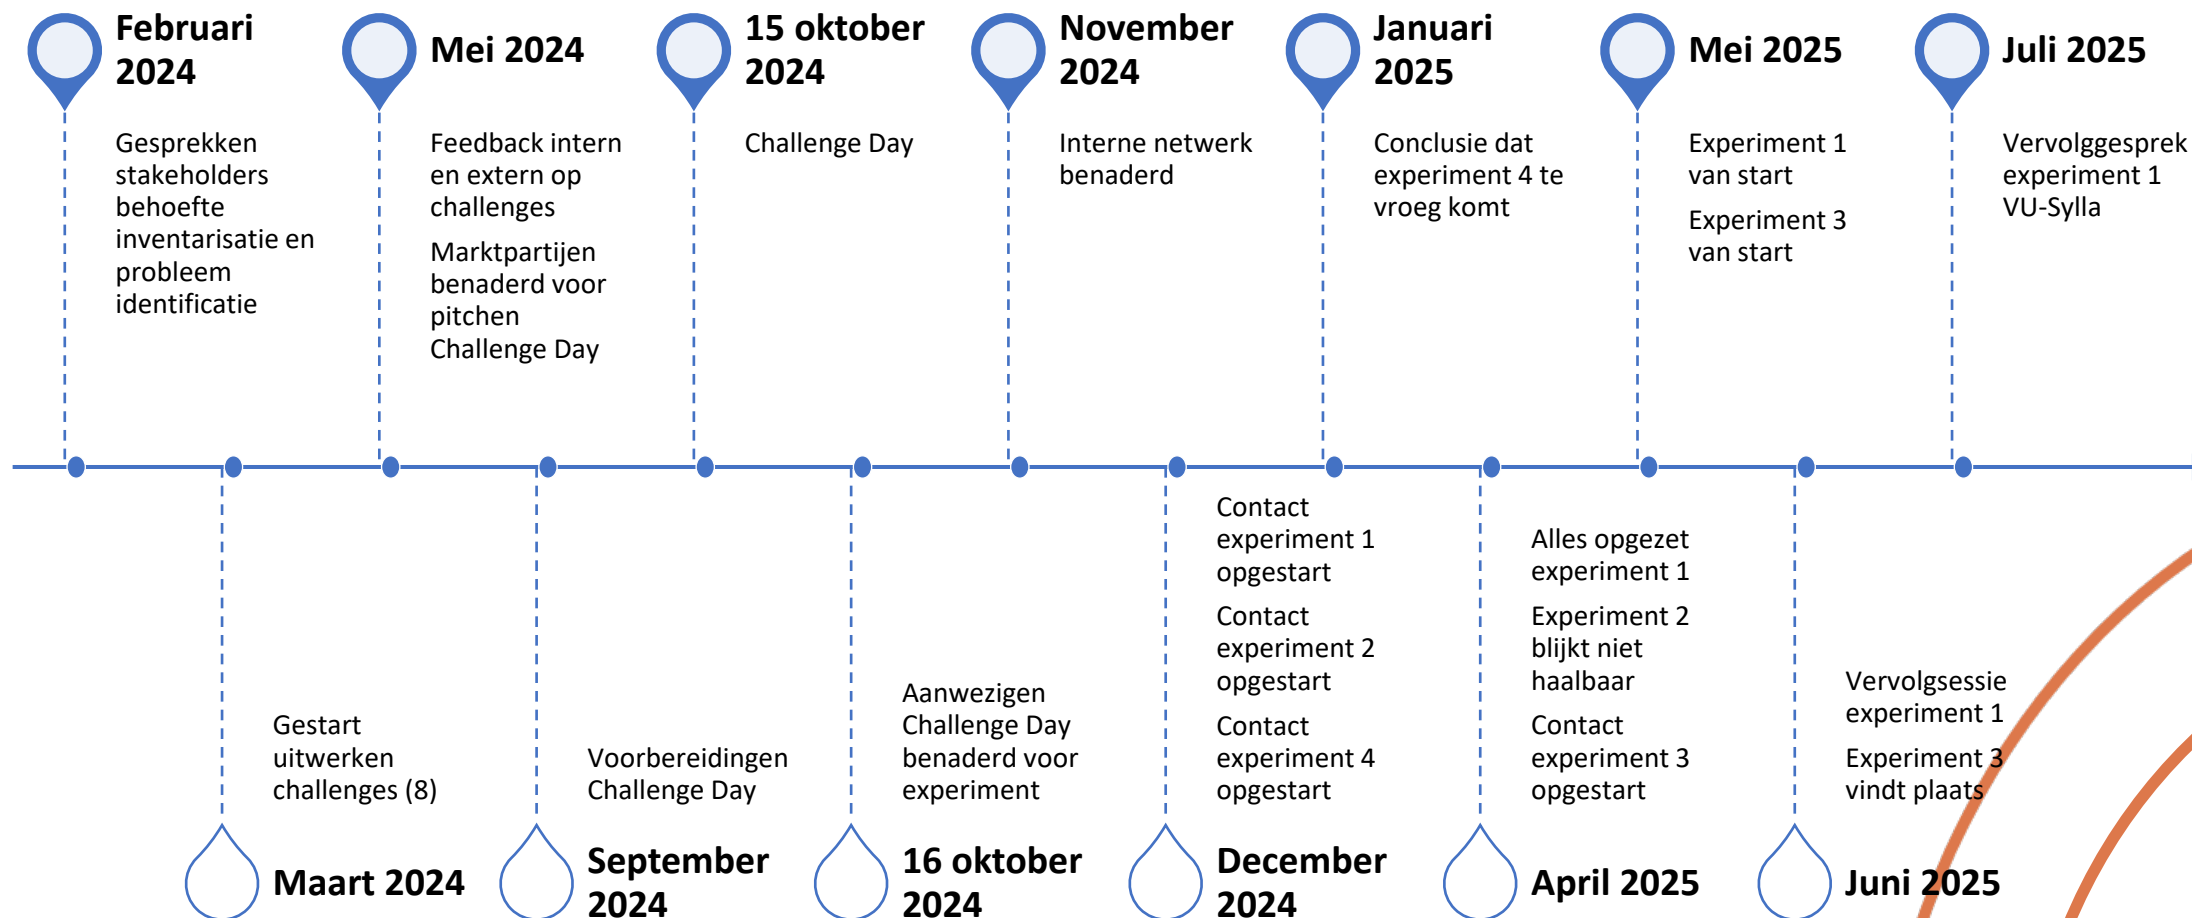 Februari
2024
Gesprekken
stakeholders
behoefte
inventarisatie en
probleem
identificatie
Mei 2024
Feedback intern
en extern op
challenges
Marktpartijen
benaderd voor
pitchen
Challenge Day
15 oktober
2024
Challenge Day
November
2024
Interne netwerk
benaderd
Januari
2025
Conclusie dat
experiment 4 te
vroeg komt
Mei 2025
Experiment 1
van start
Experiment 3
van start
Juli 2025
Vervolggesprek
experiment 1
VU-Sylla
Gestart
uitwerken
challenges (8)
Maart 2024
Voorbereidingen
Challenge Day
September
2024
Aanwezigen
Challenge Day
benaderd voor
experiment
16 oktober
2024
Contact
experiment 1
opgestart
Contact
experiment 2
opgestart
Contact
experiment 4
opgestart
December
2024
Alles opgezet
experiment 1
Experiment 2
blijkt niet
haalbaar
Contact
experiment 3
opgestart
April 2025
Vervolgsessie
experiment 1
Experiment 3
vindt plaats
Juni 2025